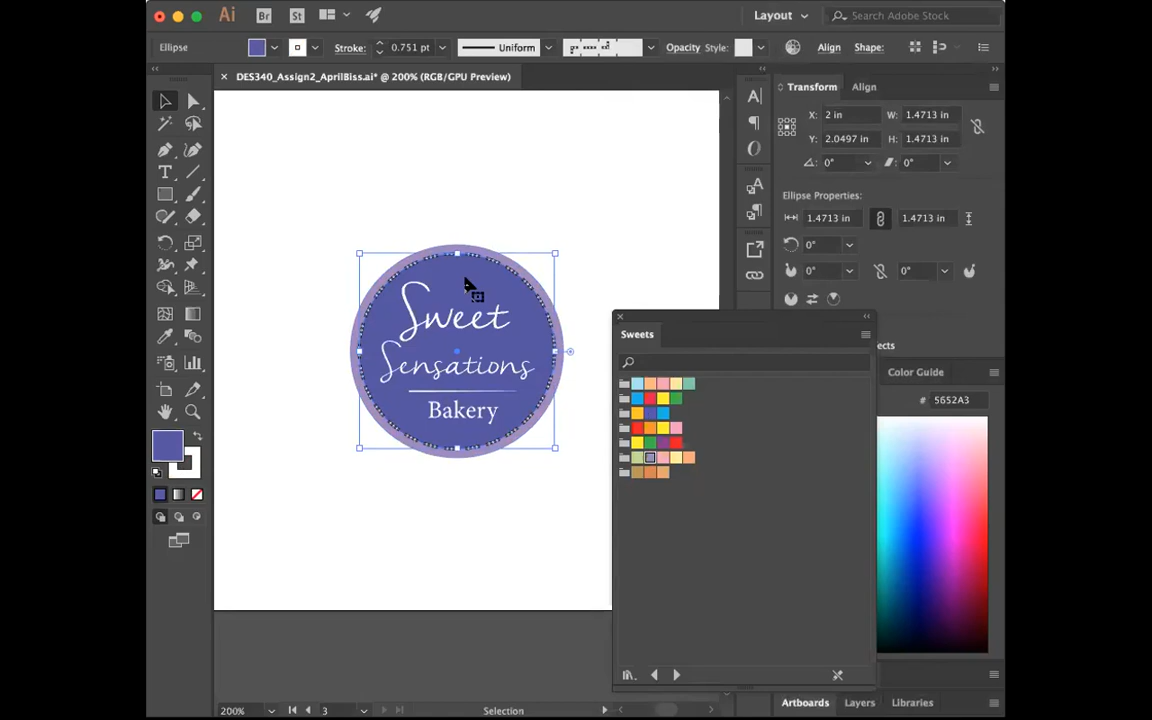 Ai Br St Layout Search Adobe Stock
Ellipse Stroke: 0.751 pt Uniform Opacity Style: Align Shape:
DES340_Assign2_AprilBiss.ai* @ 200% (RGB/GPU Preview)
Transform Align
X: 2 in W: 1.4713 in
Y: 2.0497 in H: 1.4713 in
0° 0°
Ellipse Properties:
1.4713 in 1.4713 in
0°
0° 0°
Sweets
Sweet
Sensations
Bakery
Color Guide
# 5652A3
200% 3 Selection
Artboards Layers Libraries